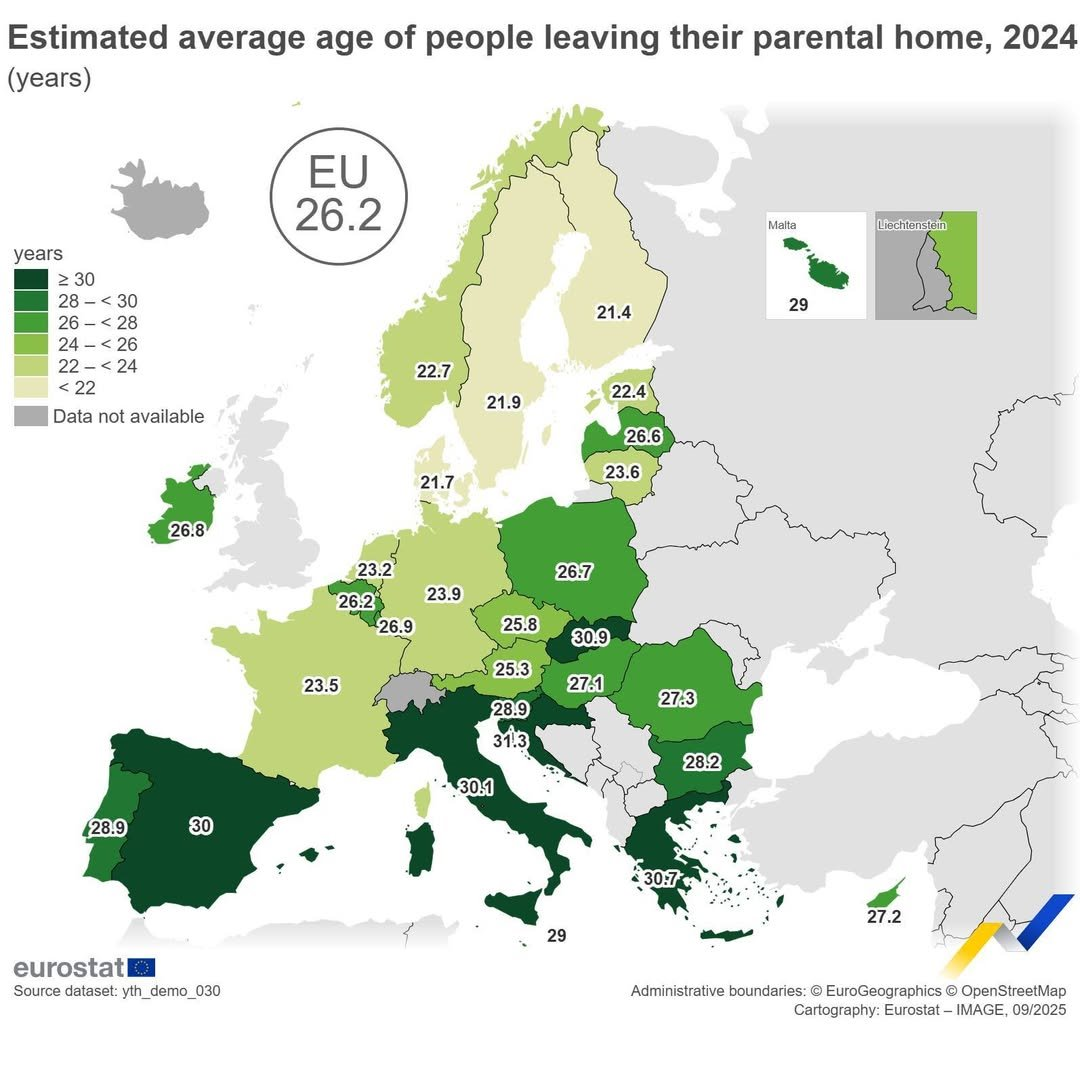 Estimated average age of people leaving their parental home, 2024
(years)
EU
26.2
years
≥ 30
28 – < 30
26 – < 28
24 – < 26
22 – < 24
< 22
Data not available
Malta
29
Liechtenstein
21.4
22.7
21.9
22.4
26.6
23.6
21.7
26.8
23.2
26.2
26.9
23.9
26.7
25.8
30.9
25.3
27.1
23.5
27.3
28.9
31.3
28.2
30.1
28.9
30
30.7
27.2
29
eurostat
Source dataset: yth_demo_030
Administrative boundaries: © EuroGeographics © OpenStreetMap
Cartography: Eurostat – IMAGE, 09/2025